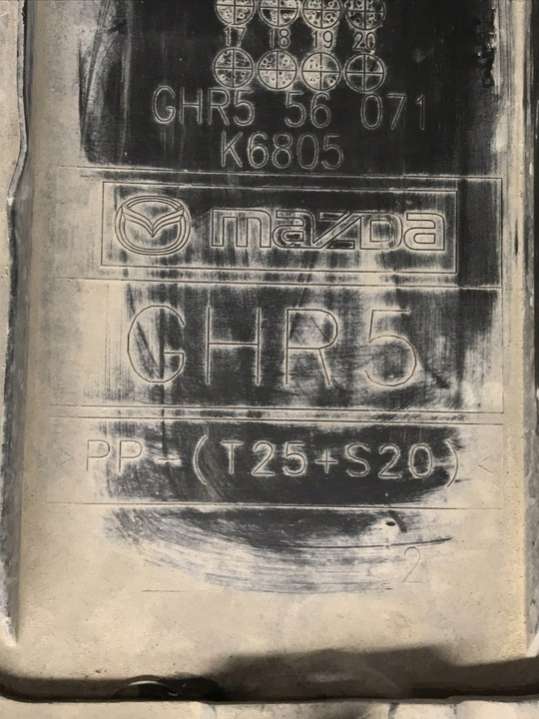 17 18 19 20
GHR5 56 071
K6805
mazda
GHR5
>PP-(T25+S20)<
2